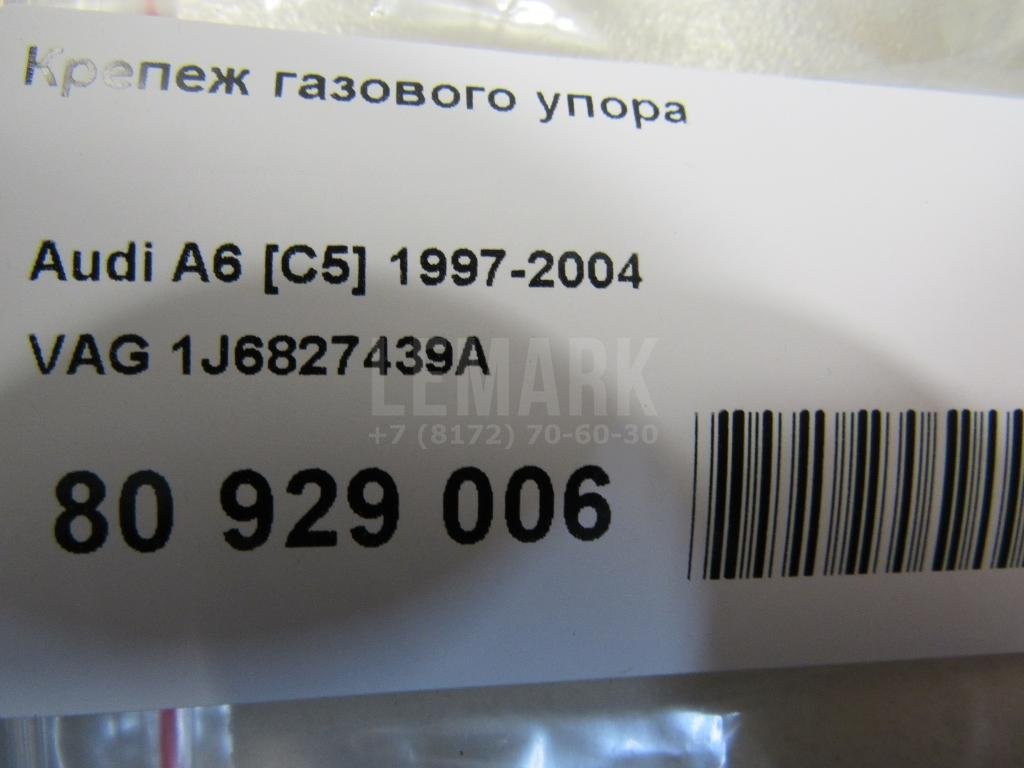 Крепеж газового упора
Audi A6 [C5] 1997-2004
VAG 1J6827439A
LEMARK
+7 (8172) 70-60-30
80 929 006